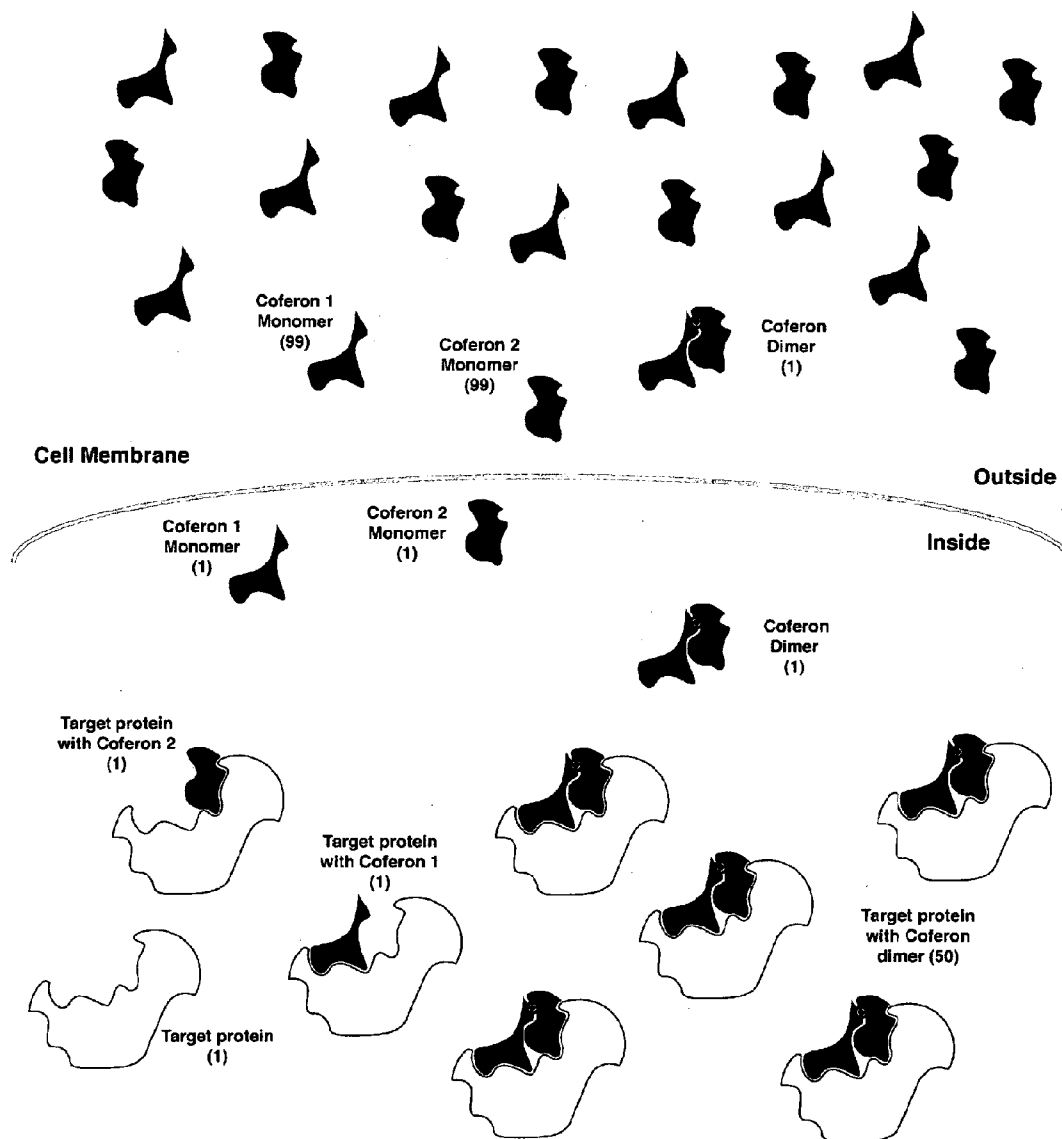 Coferon 1
Monomer
(99)
Coferon 2
Monomer
(99)
Coferon
Dimer
(1)
Cell Membrane
Outside
Coferon 1
Monomer
(1)
Coferon 2
Monomer
(1)
Inside
Coferon
Dimer
(1)
Target protein
with Coferon 2
(1)
Target protein
with Coferon 1
(1)
Target protein
with Coferon
dimer (50)
Target protein
(1)